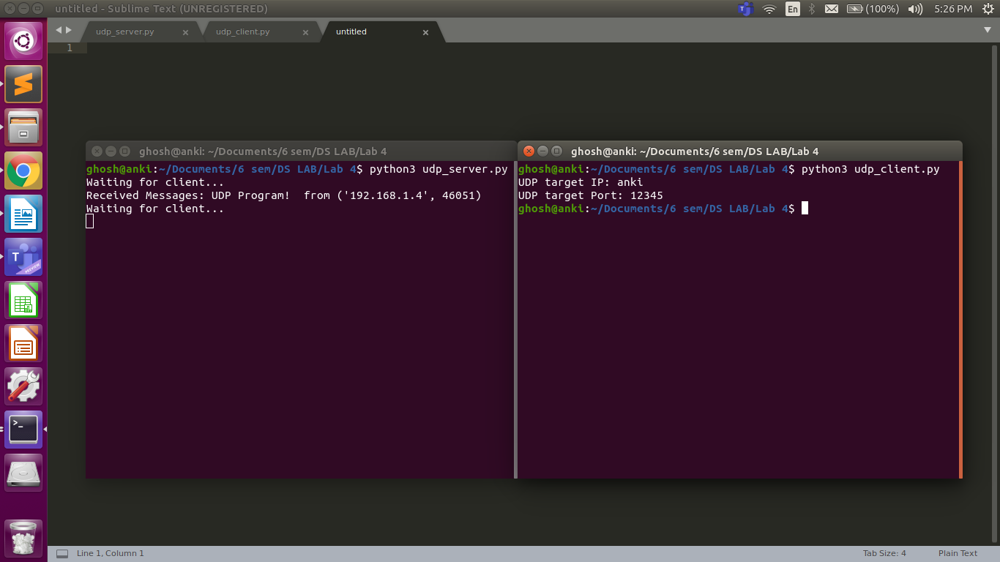 untitled - Sublime Text (UNREGISTERED)
En
(100%)
5:26 PM
udp_server.py
udp_client.py
untitled
1
ghosh@anki: ~/Documents/6 sem/DS LAB/Lab 4
ghosh@anki:~/Documents/6 sem/DS LAB/Lab 4$ python3 udp_server.py
Waiting for client...
Received Messages: UDP Program!  from ('192.168.1.4', 46051)
Waiting for client...
ghosh@anki: ~/Documents/6 sem/DS LAB/Lab 4
ghosh@anki:~/Documents/6 sem/DS LAB/Lab 4$ python3 udp_client.py
UDP target IP: anki
UDP target Port: 12345
ghosh@anki:~/Documents/6 sem/DS LAB/Lab 4$
T
PREVIEW
>_
Line 1, Column 1
Tab Size: 4
Plain Text